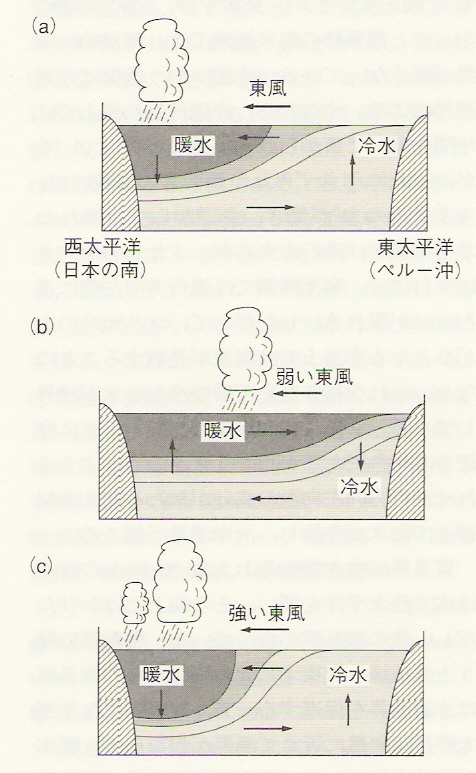 (a)
東風
暖水
冷水
西太平洋
(日本の南)
東太平洋
(ペルー沖)
(b)
弱い東風
暖水
冷水
(c)
強い東風
暖水
冷水